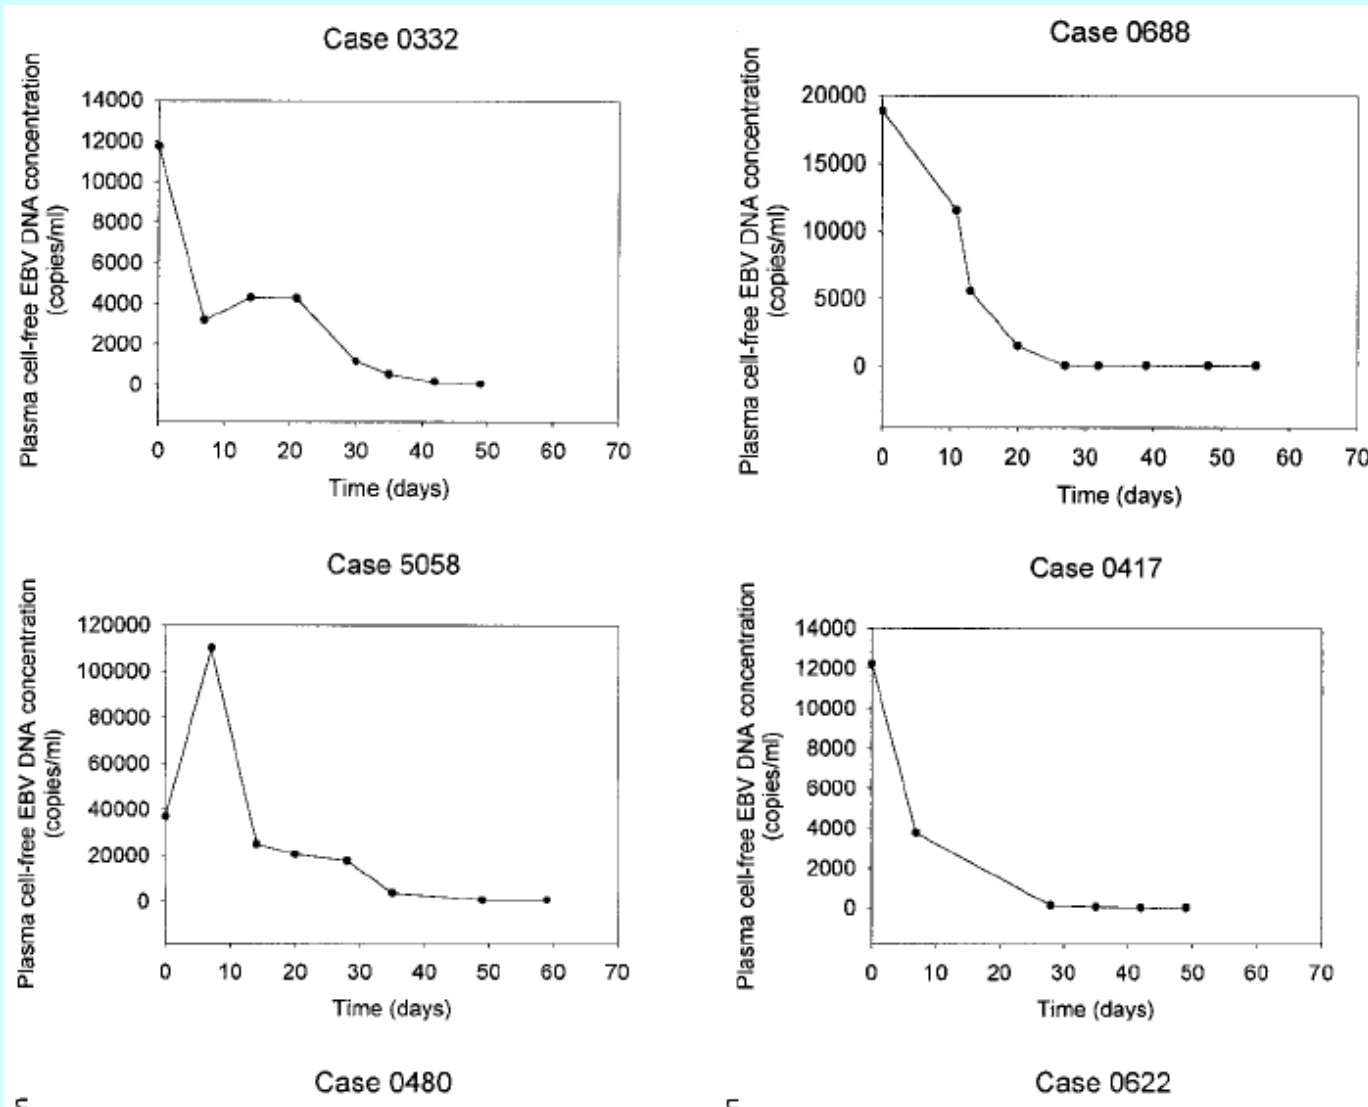 Case 0332
Plasma cell-free EBV DNA concentration
(copies/ml)
14000
12000
10000
8000
6000
4000
2000
0
0 10 20 30 40 50 60 70
Time (days)
Case 0688
Plasma cell-free EBV DNA concentration
(copies/ml)
20000
15000
10000
5000
0
0 10 20 30 40 50 60 70
Time (days)
Case 5058
Plasma cell-free EBV DNA concentration
(copies/ml)
120000
100000
80000
60000
40000
20000
0
0 10 20 30 40 50 60 70
Time (days)
Case 0417
Plasma cell-free EBV DNA concentration
(copies/ml)
14000
12000
10000
8000
6000
4000
2000
0
0 10 20 30 40 50 60 70
Time (days)
Case 0480
Case 0622